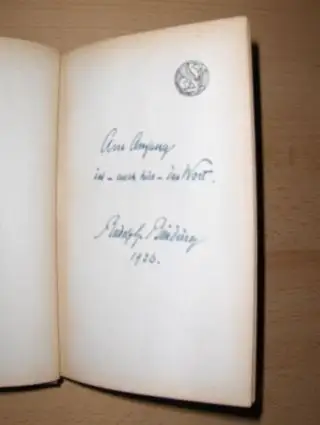 Am Anfang
ist – auch hier – das Wort.
Rudolf G. Binding
1926.